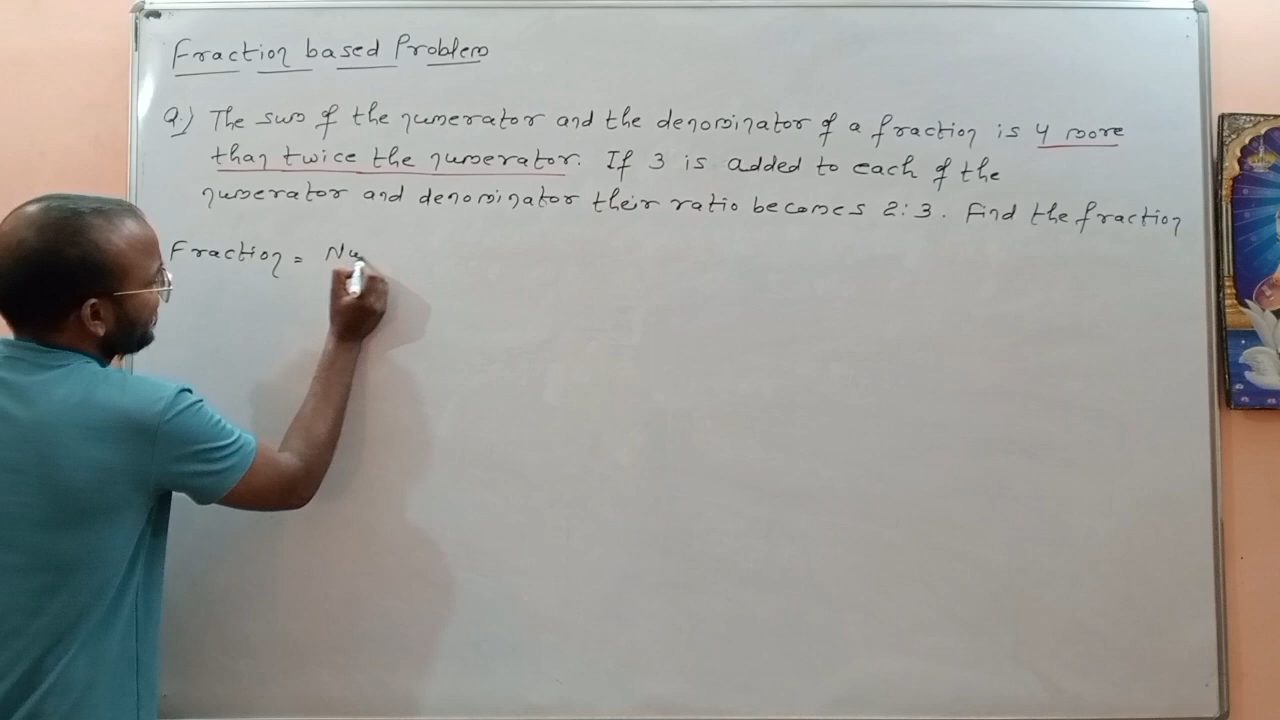 Fraction based Problem
Q.) The sum of the numerator and the denominator of a fraction is 4 more
than twice the numerator. If 3 is added to each of the
numerator and denominator their ratio becomes 2:3. Find the fraction
Fraction = Nu